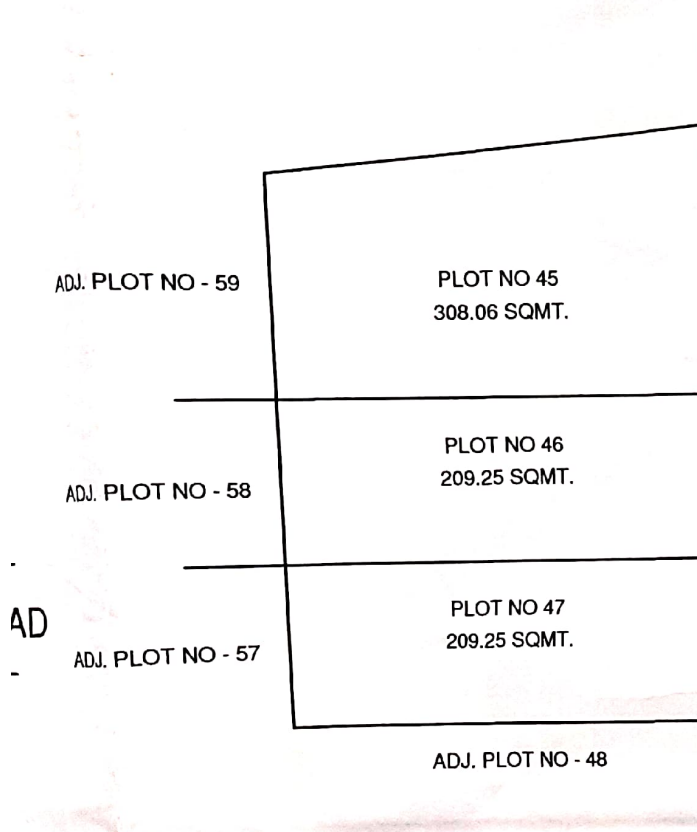 ADJ. PLOT NO - 59
PLOT NO 45
308.06 SQMT.
PLOT NO 46
209.25 SQMT.
ADJ. PLOT NO - 58
PLOT NO 47
209.25 SQMT.
AD
ADJ. PLOT NO - 57
ADJ. PLOT NO - 48